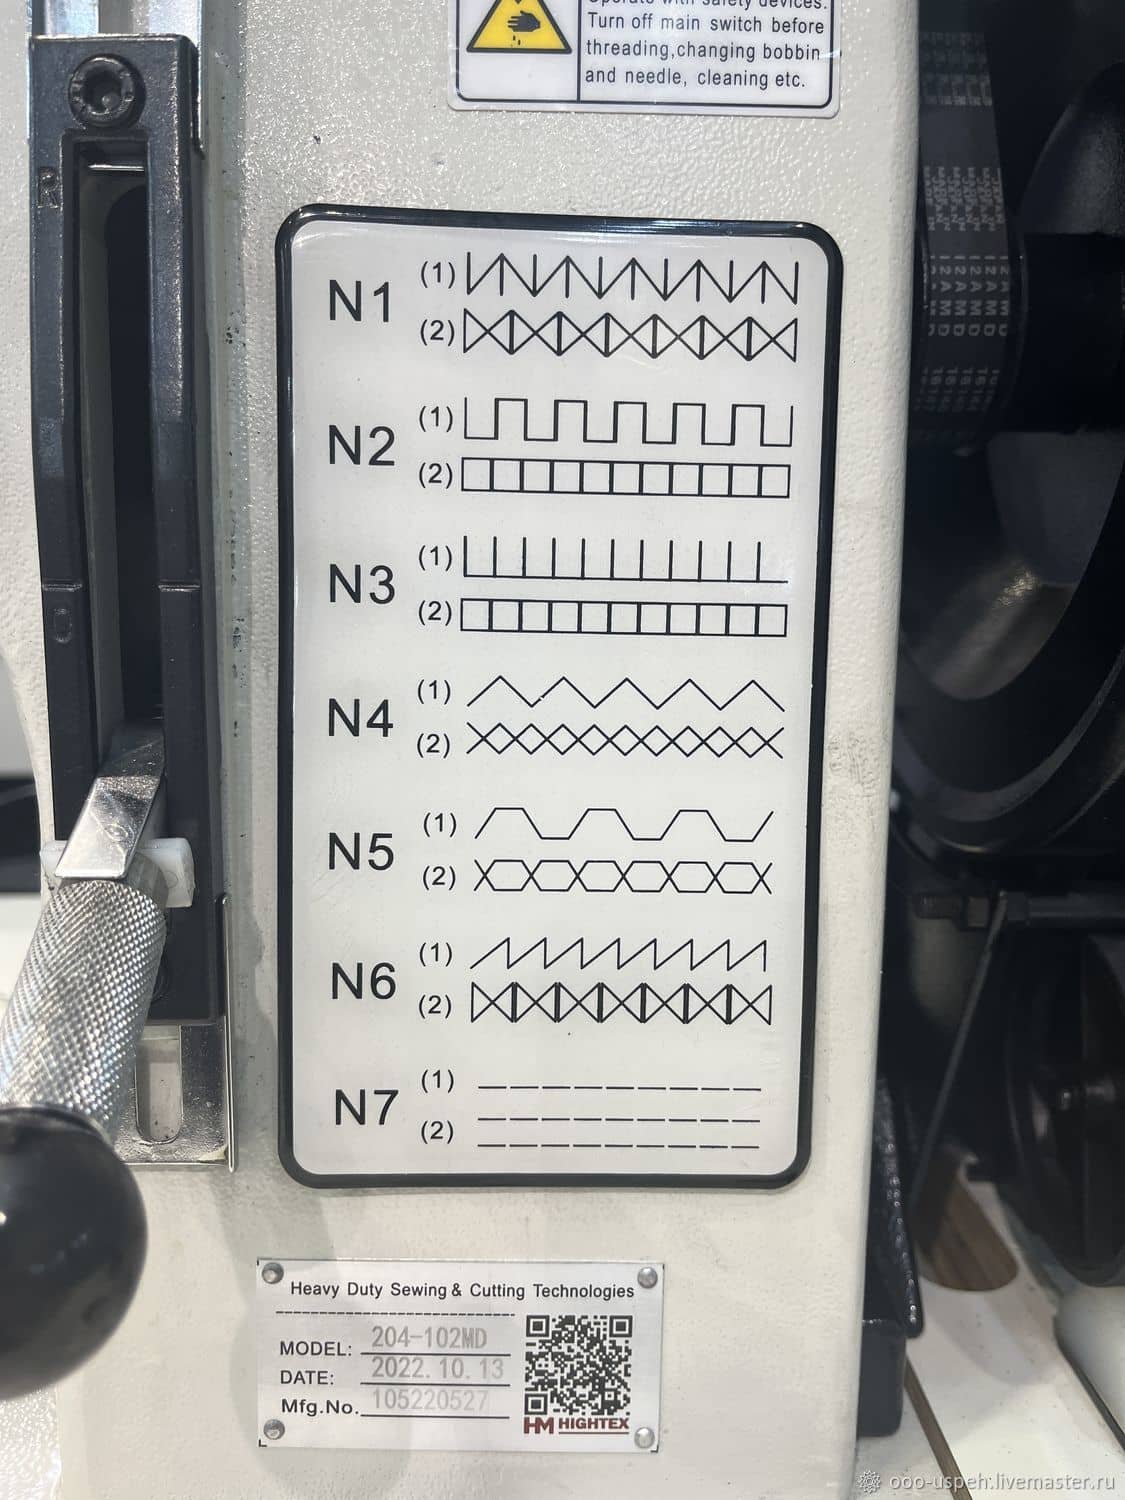 Operate with safety devices.
Turn off main switch before
threading,changing bobbin
and needle, cleaning etc.
R
N1
(1)
(2)
N2
(1)
(2)
N3
(1)
(2)
N4
(1)
(2)
N5
(1)
(2)
N6
(1)
(2)
N7
(1)
(2)
Heavy Duty Sewing & Cutting Technologies
MODEL: 204-102MD
DATE: 2022.10.13
Mfg.No. 105220527
HM HIGHTEX
ooo-uspeh.livemaster.ru